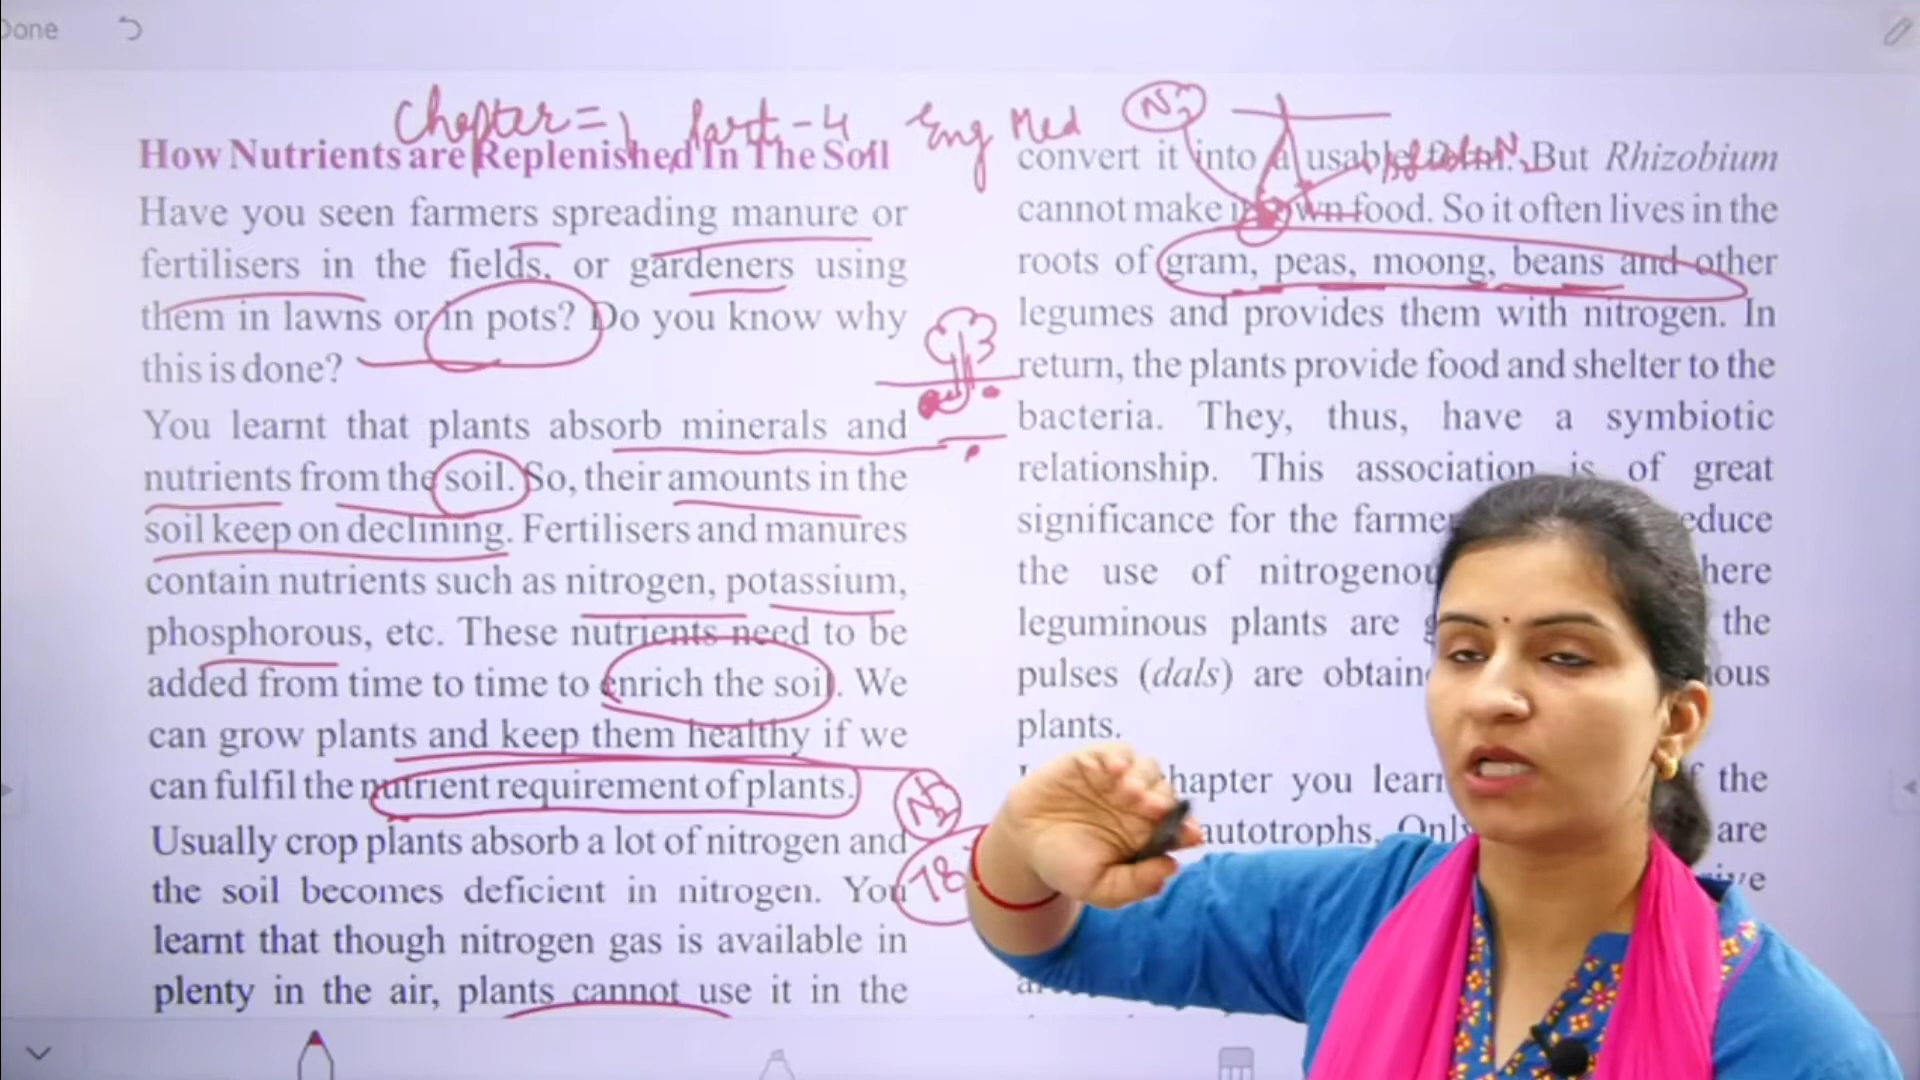 Done
Chapter = 1 Part - 4 Eng Med
How Nutrients are Replenished In The Soil
Have you seen farmers spreading manure or
fertilisers in the fields, or gardeners using
them in lawns or in pots? Do you know why
this is done?
You learnt that plants absorb minerals and
nutrients from the soil. So, their amounts in the
soil keep on declining. Fertilisers and manures
contain nutrients such as nitrogen, potassium,
phosphorous, etc. These nutrients need to be
added from time to time to enrich the soil. We
can grow plants and keep them healthy if we
can fulfil the nutrient requirement of plants.
Usually crop plants absorb a lot of nitrogen and
the soil becomes deficient in nitrogen. You
learnt that though nitrogen gas is available in
plenty in the air, plants cannot use it in the
N2
78
N2
convert it into a usable form. But Rhizobium
cannot make its own food. So it often lives in the
roots of gram, peas, moong, beans and other
legumes and provides them with nitrogen. In
return, the plants provide food and shelter to the
bacteria. They, thus, have a symbiotic
relationship. This association is of great
significance for the educe
the use of here
leguminous plants are the
pulses (dals) are
plants.
you the
autotrophs. are